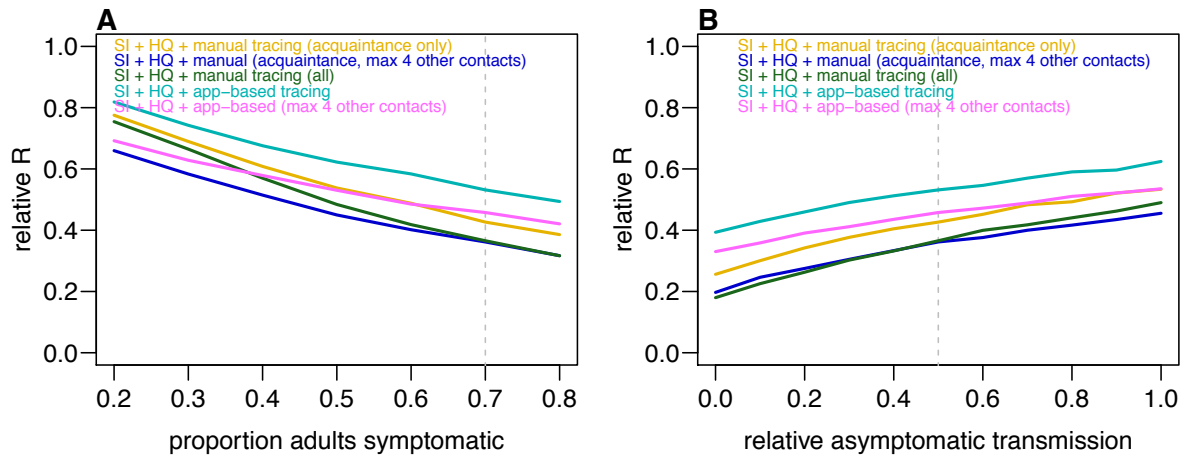 A
SI + HQ + manual tracing (acquaintance only)
SI + HQ + manual (acquaintance, max 4 other contacts)
SI + HQ + manual tracing (all)
SI + HQ + app−based tracing
SI + HQ + app−based (max 4 other contacts)
relative R
1.0
0.8
0.6
0.4
0.2
0.0
0.2 0.3 0.4 0.5 0.6 0.7 0.8
proportion adults symptomatic
B
SI + HQ + manual tracing (acquaintance only)
SI + HQ + manual (acquaintance, max 4 other contacts)
SI + HQ + manual tracing (all)
SI + HQ + app−based tracing
SI + HQ + app−based (max 4 other contacts)
relative R
1.0
0.8
0.6
0.4
0.2
0.0
0.0 0.2 0.4 0.6 0.8 1.0
relative asymptomatic transmission